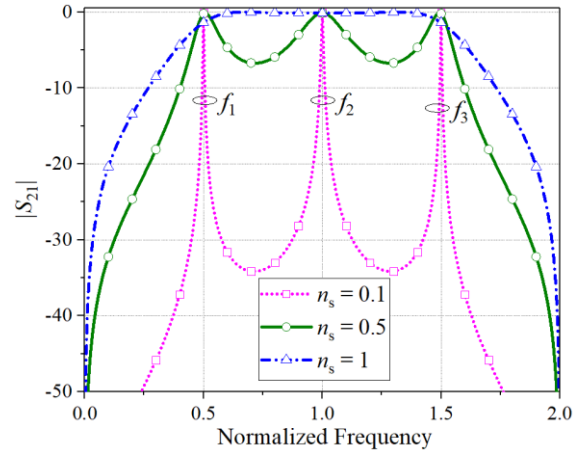 0
-10
-20
-30
-40
-50
|S21|
f1
f2
f3
ns = 0.1
ns = 0.5
ns = 1
0.0
0.5
1.0
1.5
2.0
Normalized Frequency